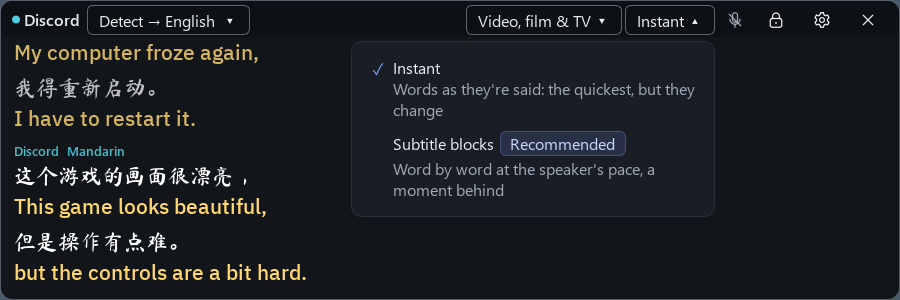 Discord
Detect → English
Video, film & TV
Instant
My computer froze again,
我得重新启动。
I have to restart it.
Discord Mandarin
这个游戏的画面很漂亮，
This game looks beautiful,
但是操作有点难。
but the controls are a bit hard.
✓ Instant
Words as they're said: the quickest, but they
change
Subtitle blocks Recommended
Word by word at the speaker's pace, a
moment behind